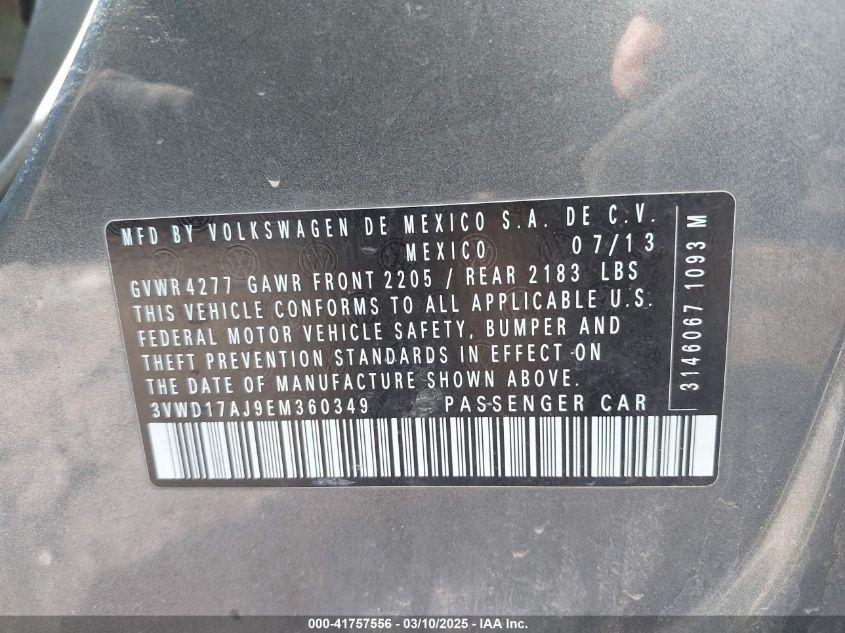 MFD BY VOLKSWAGEN DE MEXICO S.A. DE C.V.
MEXICO 07/13
GVWR 4277 GAWR FRONT 2205 / REAR 2183 LBS
THIS VEHICLE CONFORMS TO ALL APPLICABLE U.S.
FEDERAL MOTOR VEHICLE SAFETY, BUMPER AND
THEFT PREVENTION STANDARDS IN EFFECT ON
THE DATE OF MANUFACTURE SHOWN ABOVE.
3VWD17AJ9EM360349 PASSENGER CAR
3146067 1093 M
000-41757556 - 03/10/2025 - IAA Inc.